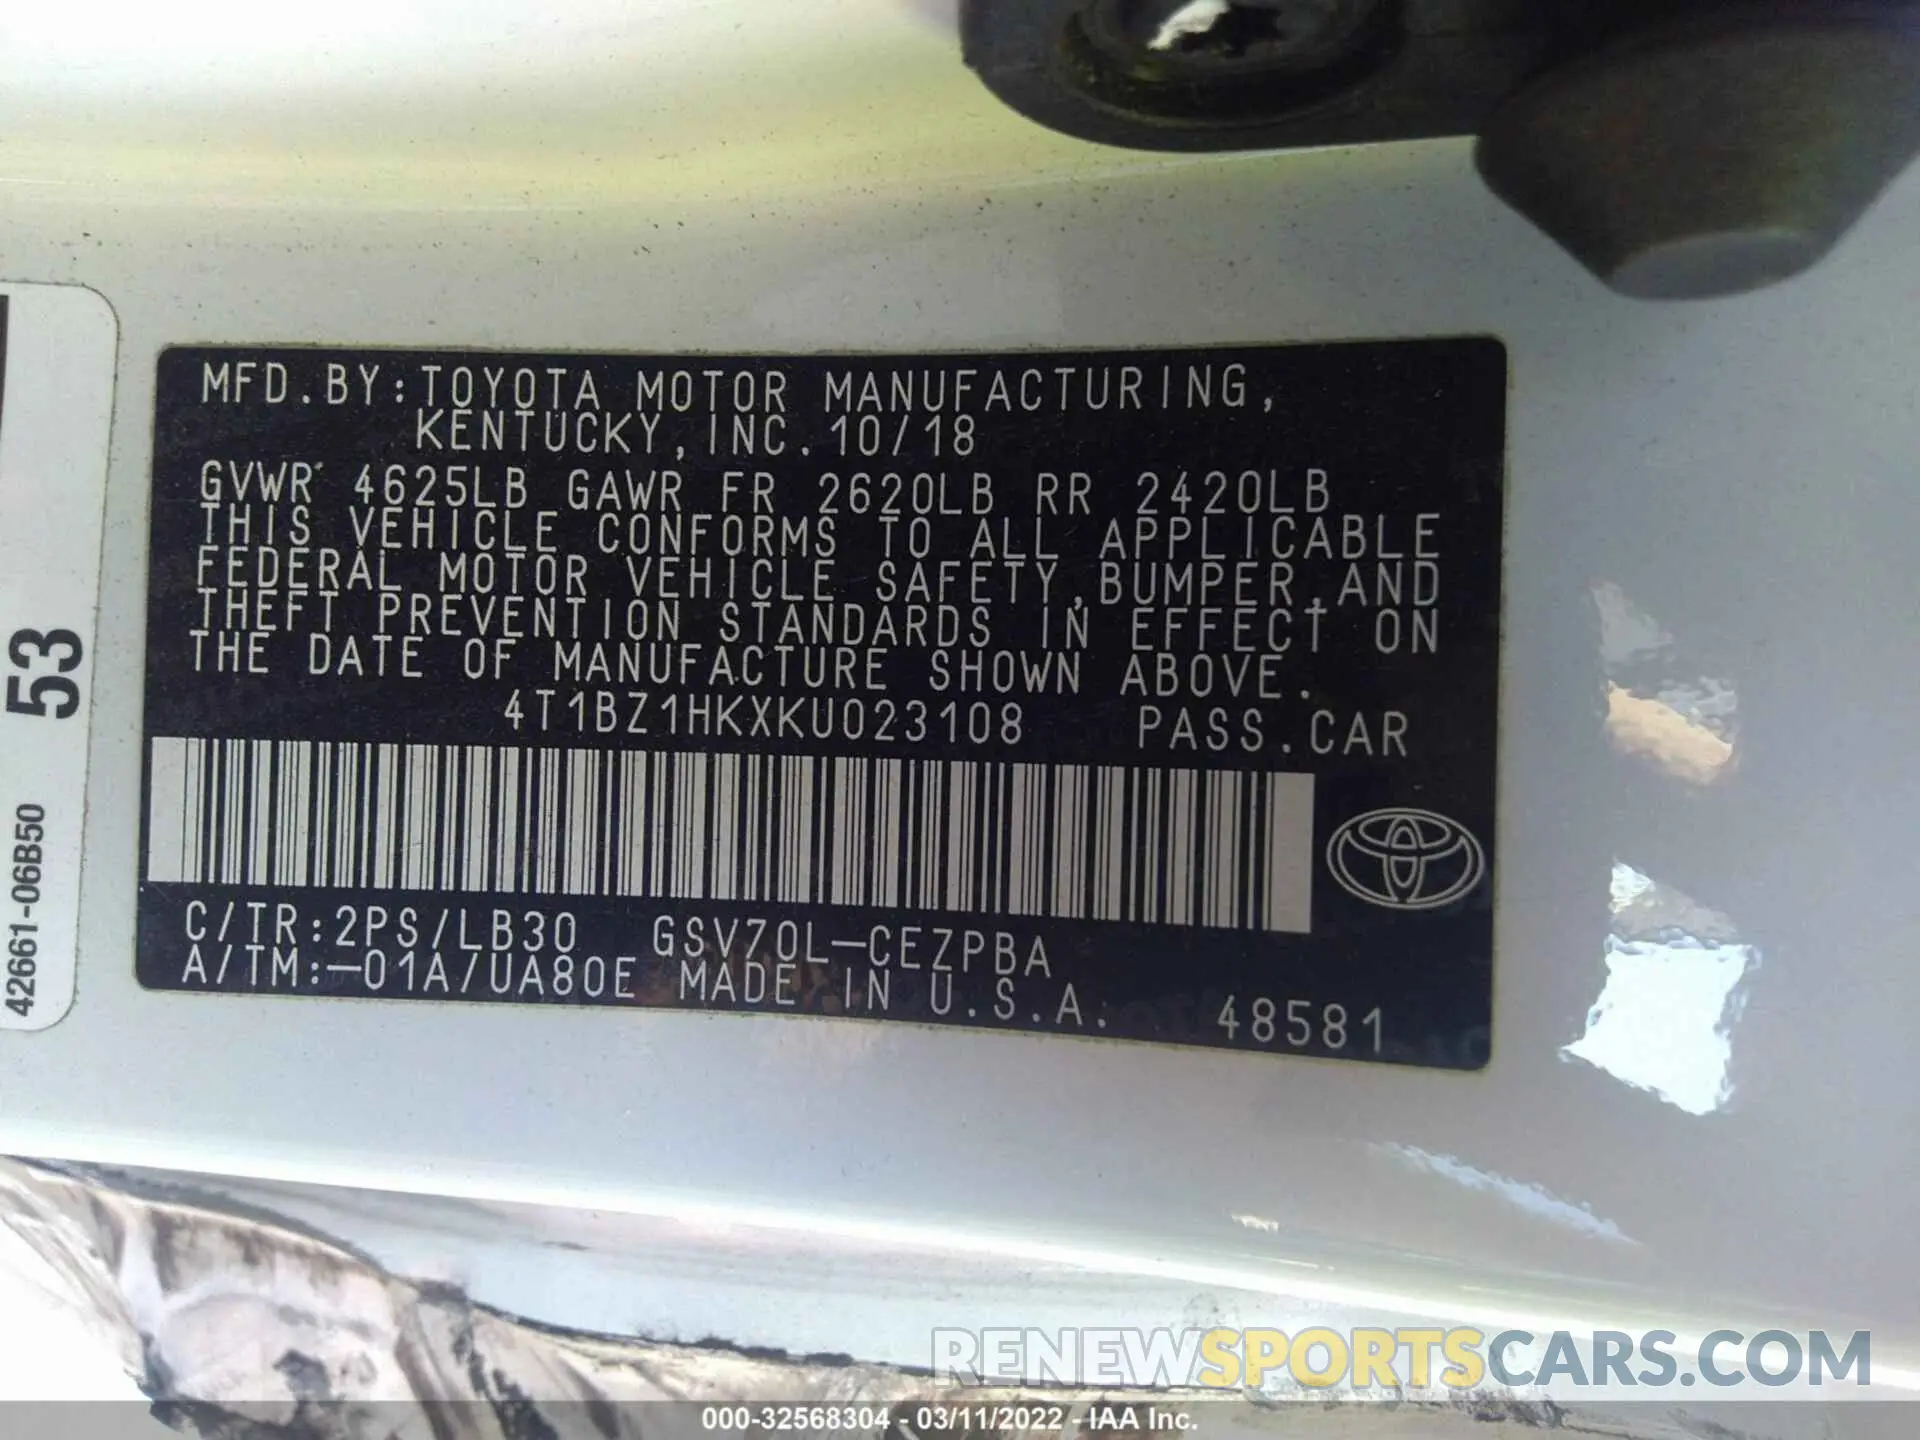 MFD.BY:TOYOTA MOTOR MANUFACTURING,
KENTUCKY,INC.10/18
GVWR 4625LB GAWR FR 2620LB RR 2420LB
THIS VEHICLE CONFORMS TO ALL APPLICABLE
FEDERAL MOTOR VEHICLE SAFETY,BUMPER,AND
THEFT PREVENTION STANDARDS IN EFFECT ON
THE DATE OF MANUFACTURE SHOWN ABOVE.
4T1BZ1HKXKU023108 PASS.CAR
C/TR:2PS/LB30 GSV70L-CEZPBA
A/TM:-01A/UA80E MADE IN U.S.A.
48581
53
42661-06B50
RENEWSPORTSCARS.COM
000-32568304 - 03/11/2022 - IAA Inc.